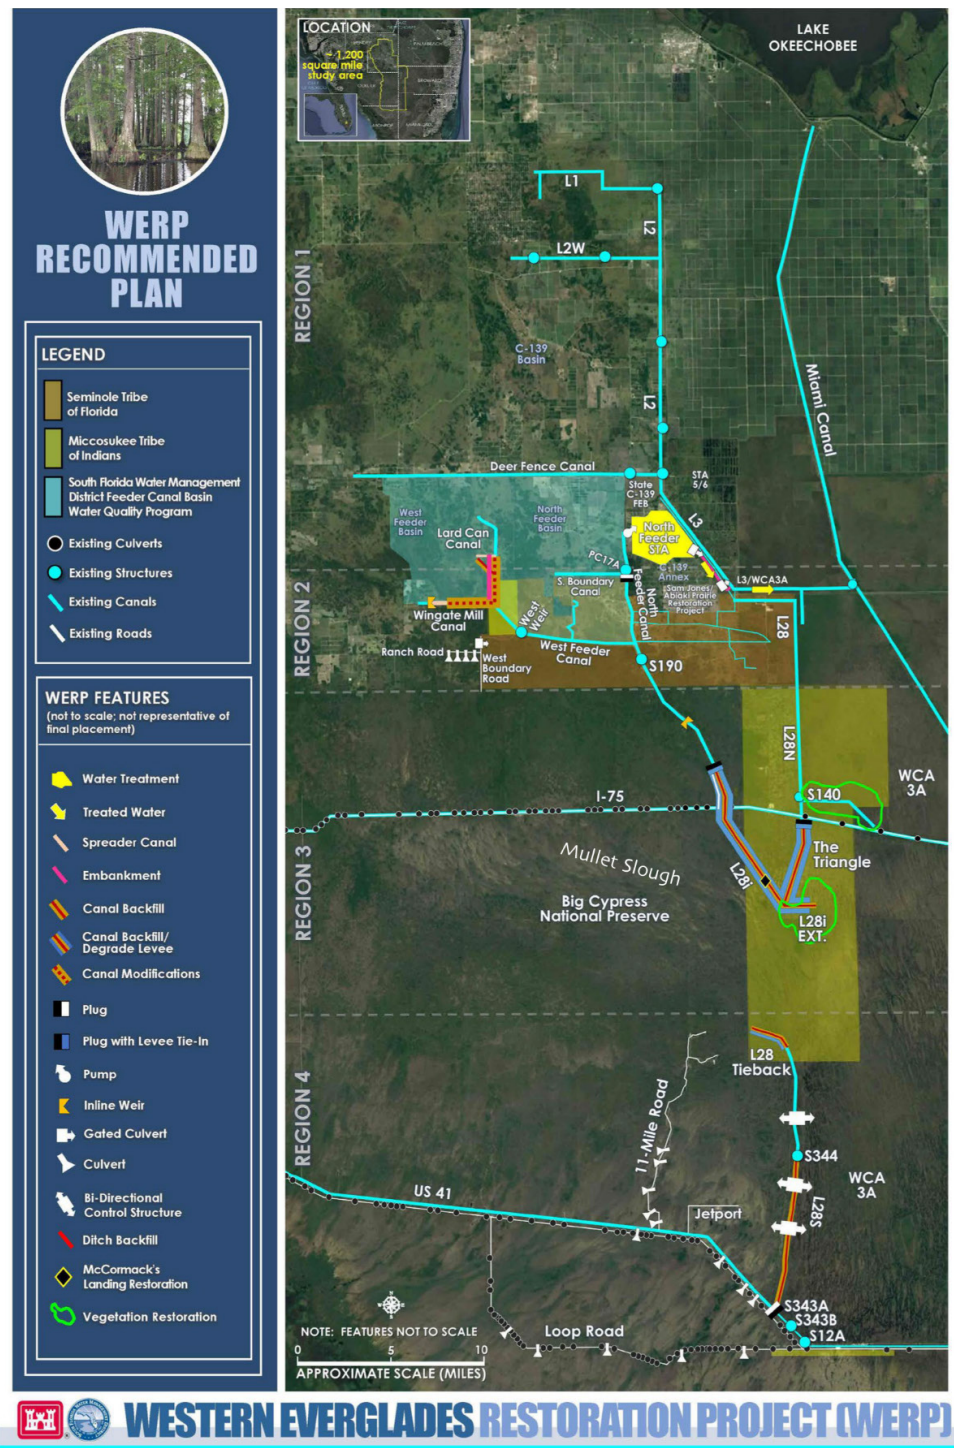 WERP
RECOMMENDED
PLAN
LEGEND
Seminole Tribe
of Florida
Miccosukee Tribe
of Indians
South Florida Water Management
District Feeder Canal Basin
Water Quality Program
Existing Culverts
Existing Structures
Existing Canals
Existing Roads
WERP FEATURES
(not to scale; not representative of
final placement)
Water Treatment
Treated Water
Spreader Canal
Embankment
Canal Backfill
Canal Backfill/
Degrade Levee
Canal Modifications
Plug
Plug with Levee Tie-In
Pump
Inline Weir
Gated Culvert
Culvert
Bi-Directional
Control Structure
Ditch Backfill
McCormack's
Landing Restoration
Vegetation Restoration
LOCATION
~ 1,200
square mile
study area
LAKE
OKEECHOBEE
REGION 1
L1
L2
L2W
C-139
Basin
L2
Miami Canal
Deer Fence Canal
STA
5/6
State
C-139
FEB
L3
West
Feeder
Basin
North
Feeder
Basin
Lard Can
Canal
North
Feeder
STA
PC17A
C-139
Annex
REGION 2
S. Boundary
Canal
North
Feeder Canal
Sam Jones/
Abiaki Prairie
Restoration
Project
L3/WCA3A
Wingate Mill
Canal
West
Weir
L28
Ranch Road
West
Boundary
Road
West Feeder
Canal
S190
L28N
WCA
3A
S140
I-75
REGION 3
Mullet Slough
The
Triangle
L28i
Big Cypress
National Preserve
L28i
EXT.
L28
Tieback
REGION 4
11-Mile Road
S344
WCA
3A
US 41
L28S
Jetport
S343A
S343B
S12A
Loop Road
NOTE: FEATURES NOT TO SCALE
0 5 10
APPROXIMATE SCALE (MILES)
WESTERN EVERGLADES RESTORATION PROJECT (WERP)